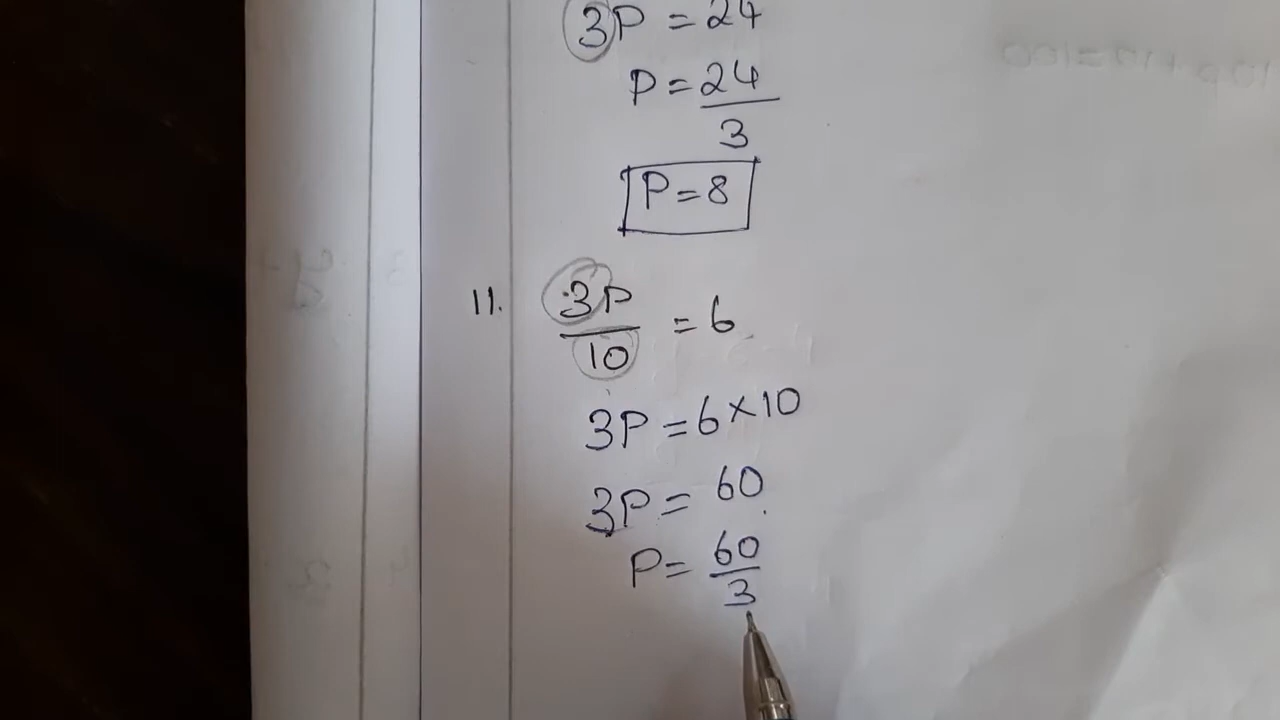 3P = 24
P = 24/3
P = 8
11. 3P/10 = 6
3P = 6 × 10
3P = 60
P = 60/3